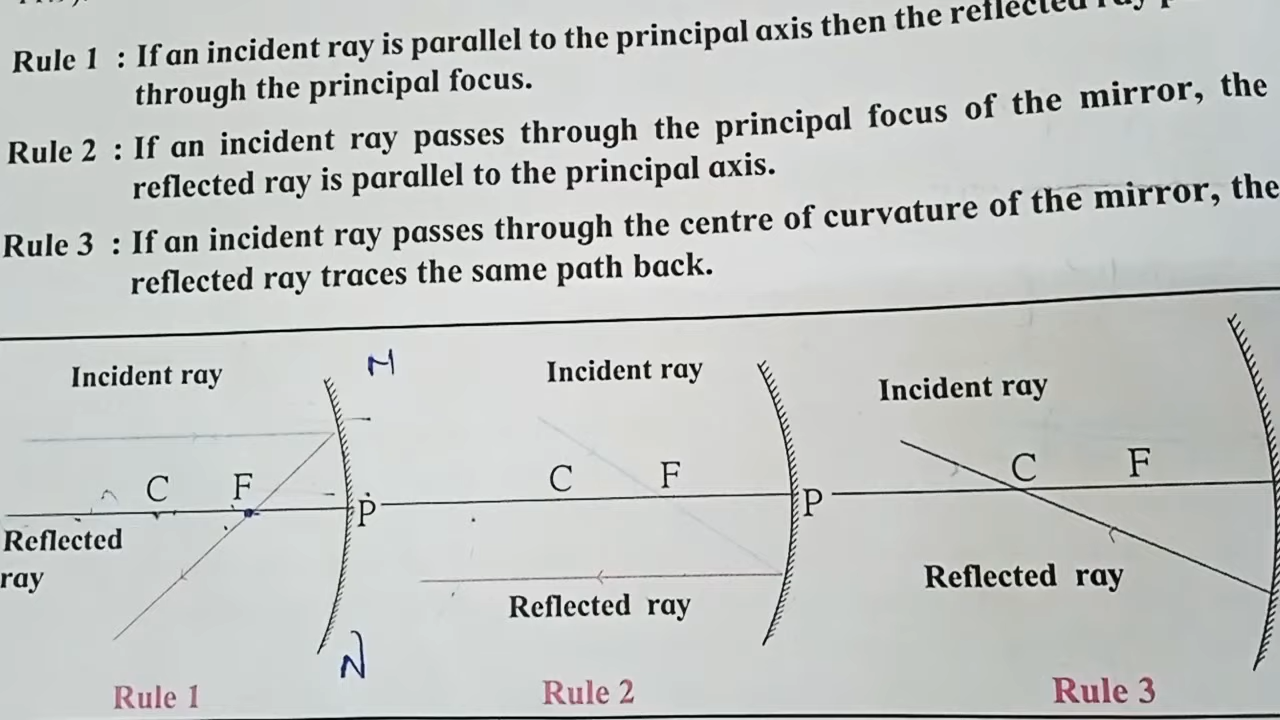 Rule 1 : If an incident ray is parallel to the principal axis then the reflected ray
through the principal focus.
Rule 2 : If an incident ray passes through the principal focus of the mirror, the
reflected ray is parallel to the principal axis.
Rule 3 : If an incident ray passes through the centre of curvature of the mirror, the
reflected ray traces the same path back.
Incident ray
M
C F
P
Reflected
ray
N
Rule 1
Incident ray
C F
P
Reflected ray
Rule 2
Incident ray
C F
Reflected ray
Rule 3